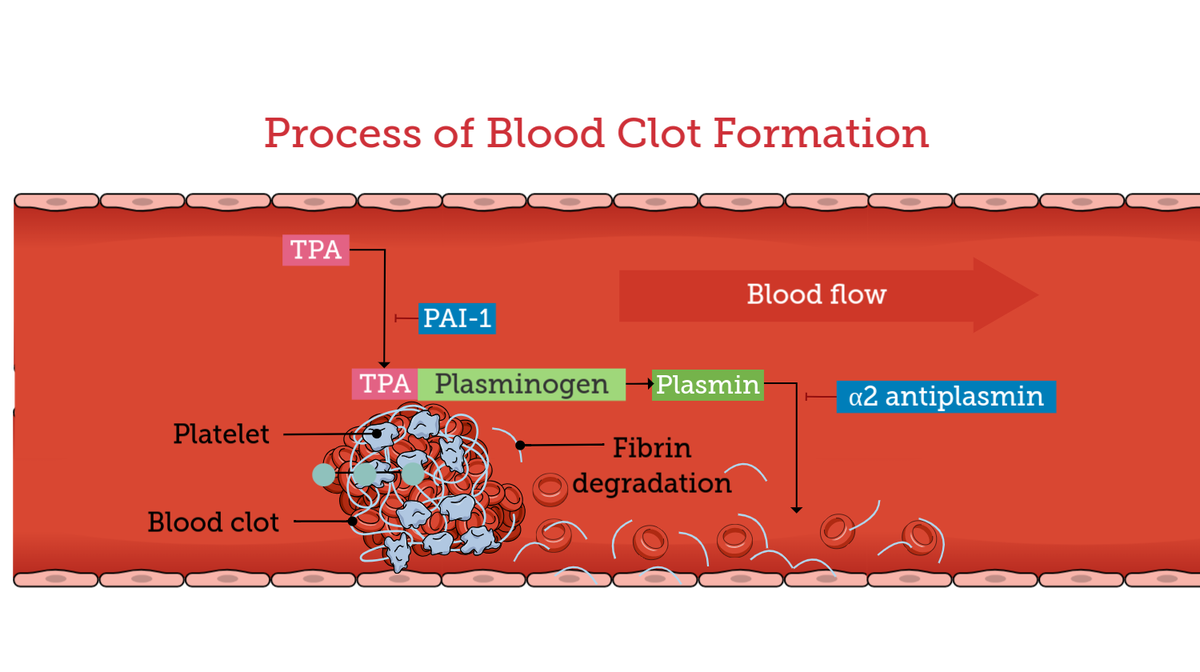 Process of Blood Clot Formation
TPA
Blood flow
PAI-1
TPA Plasminogen
Plasmin
α2 antiplasmin
Platelet
Fibrin
degradation
Blood clot